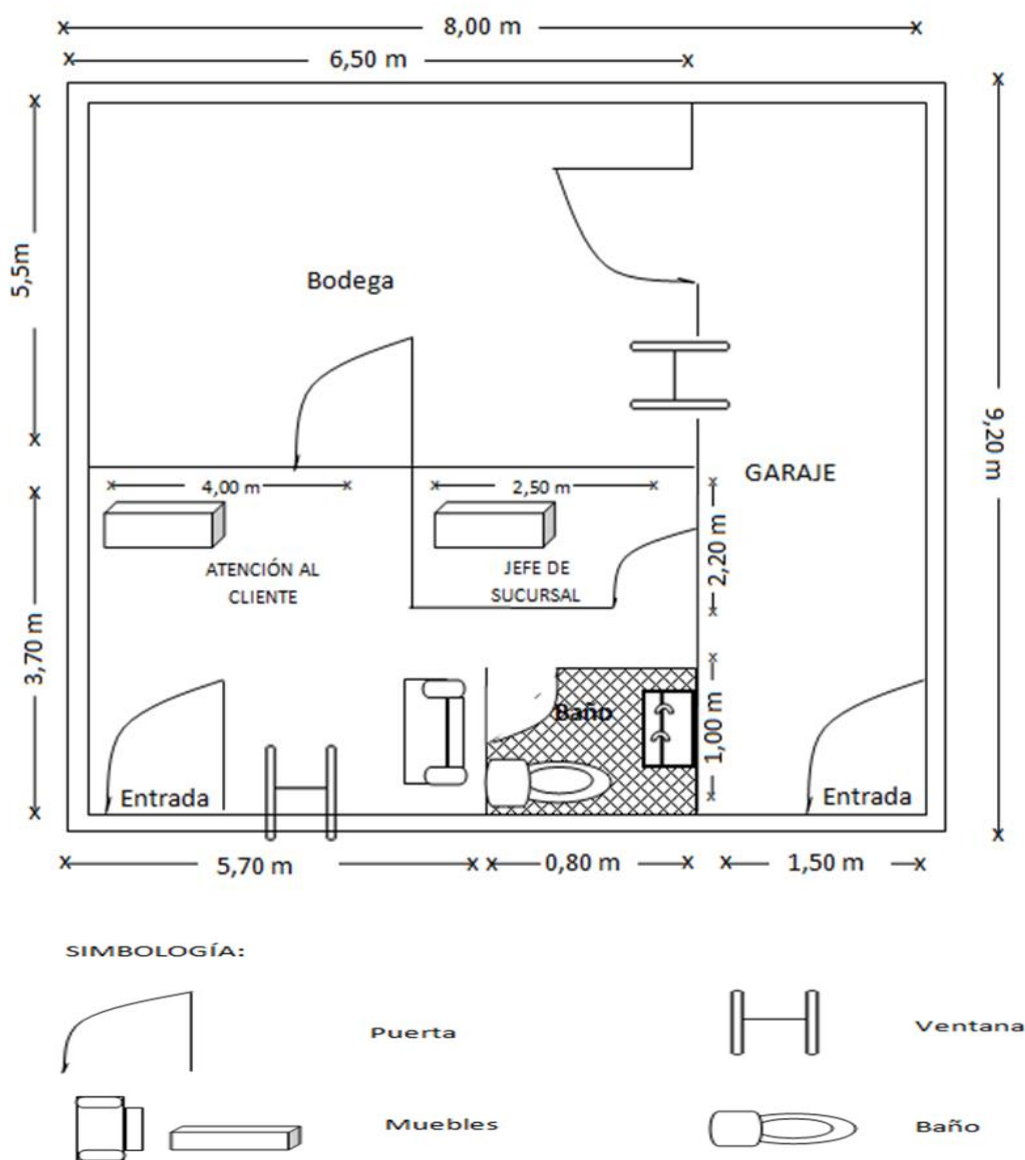 8,00 m
6,50 m
5,5m
Bodega
9,20 m
GARAJE
4,00 m
2,50 m
2,20 m
ATENCIÓN AL
CLIENTE
JEFE DE
SUCURSAL
3,70 m
Baño
1,00 m
Entrada
Entrada
5,70 m
0,80 m
1,50 m
SIMBOLOGÍA:
Puerta
Ventana
Muebles
Baño